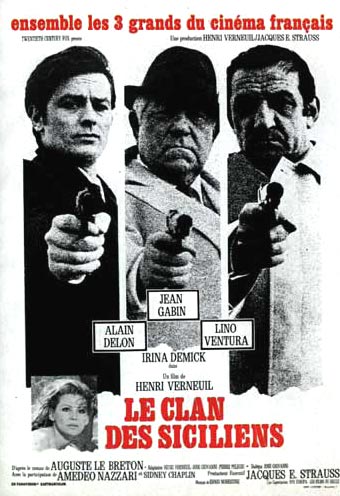 ensemble les 3 grands du cinéma français
TWENTIETH
CENTURY FOX présente
Une production HENRI VERNEUIL/JACQUES E. STRAUSS
JEAN
GABIN
ALAIN
DELON
LINO
VENTURA
IRINA DEMICK
dans
Un film de
HENRI VERNEUIL
LE CLAN
DES SICILIENS
D'après le roman de AUGUSTE LE BRETON
Avec la participation de AMEDEO NAZZARI et SIDNEY CHAPLIN
JACQUES E. STRAUSS